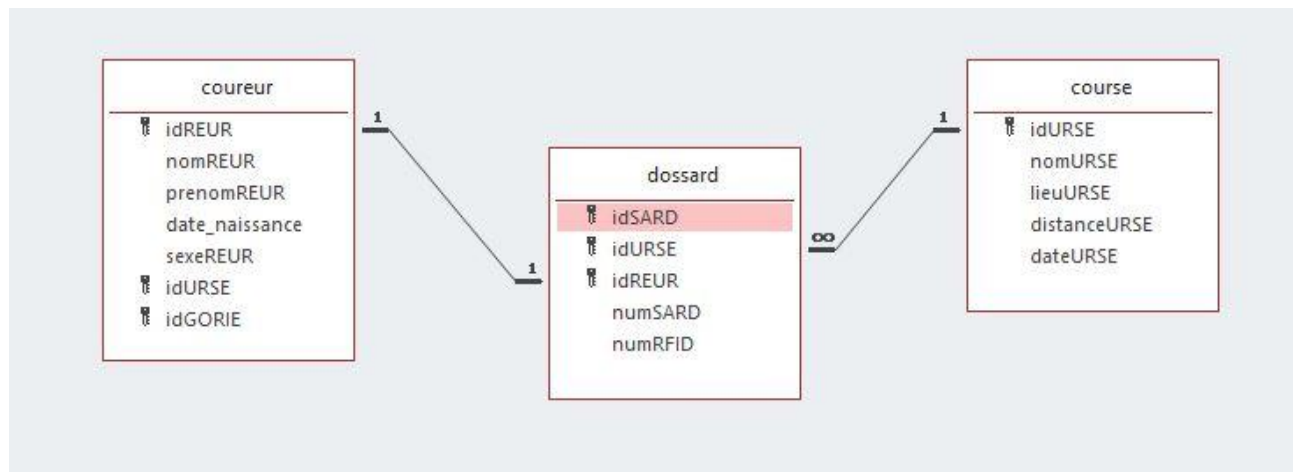 coureur
idREUR
nomREUR
prenomREUR
date_naissance
sexeREUR
idURSE
idGORIE
1
1
dossard
idSARD
idURSE
idREUR
numSARD
numRFID
∞
1
course
idURSE
nomURSE
lieuURSE
distanceURSE
dateURSE